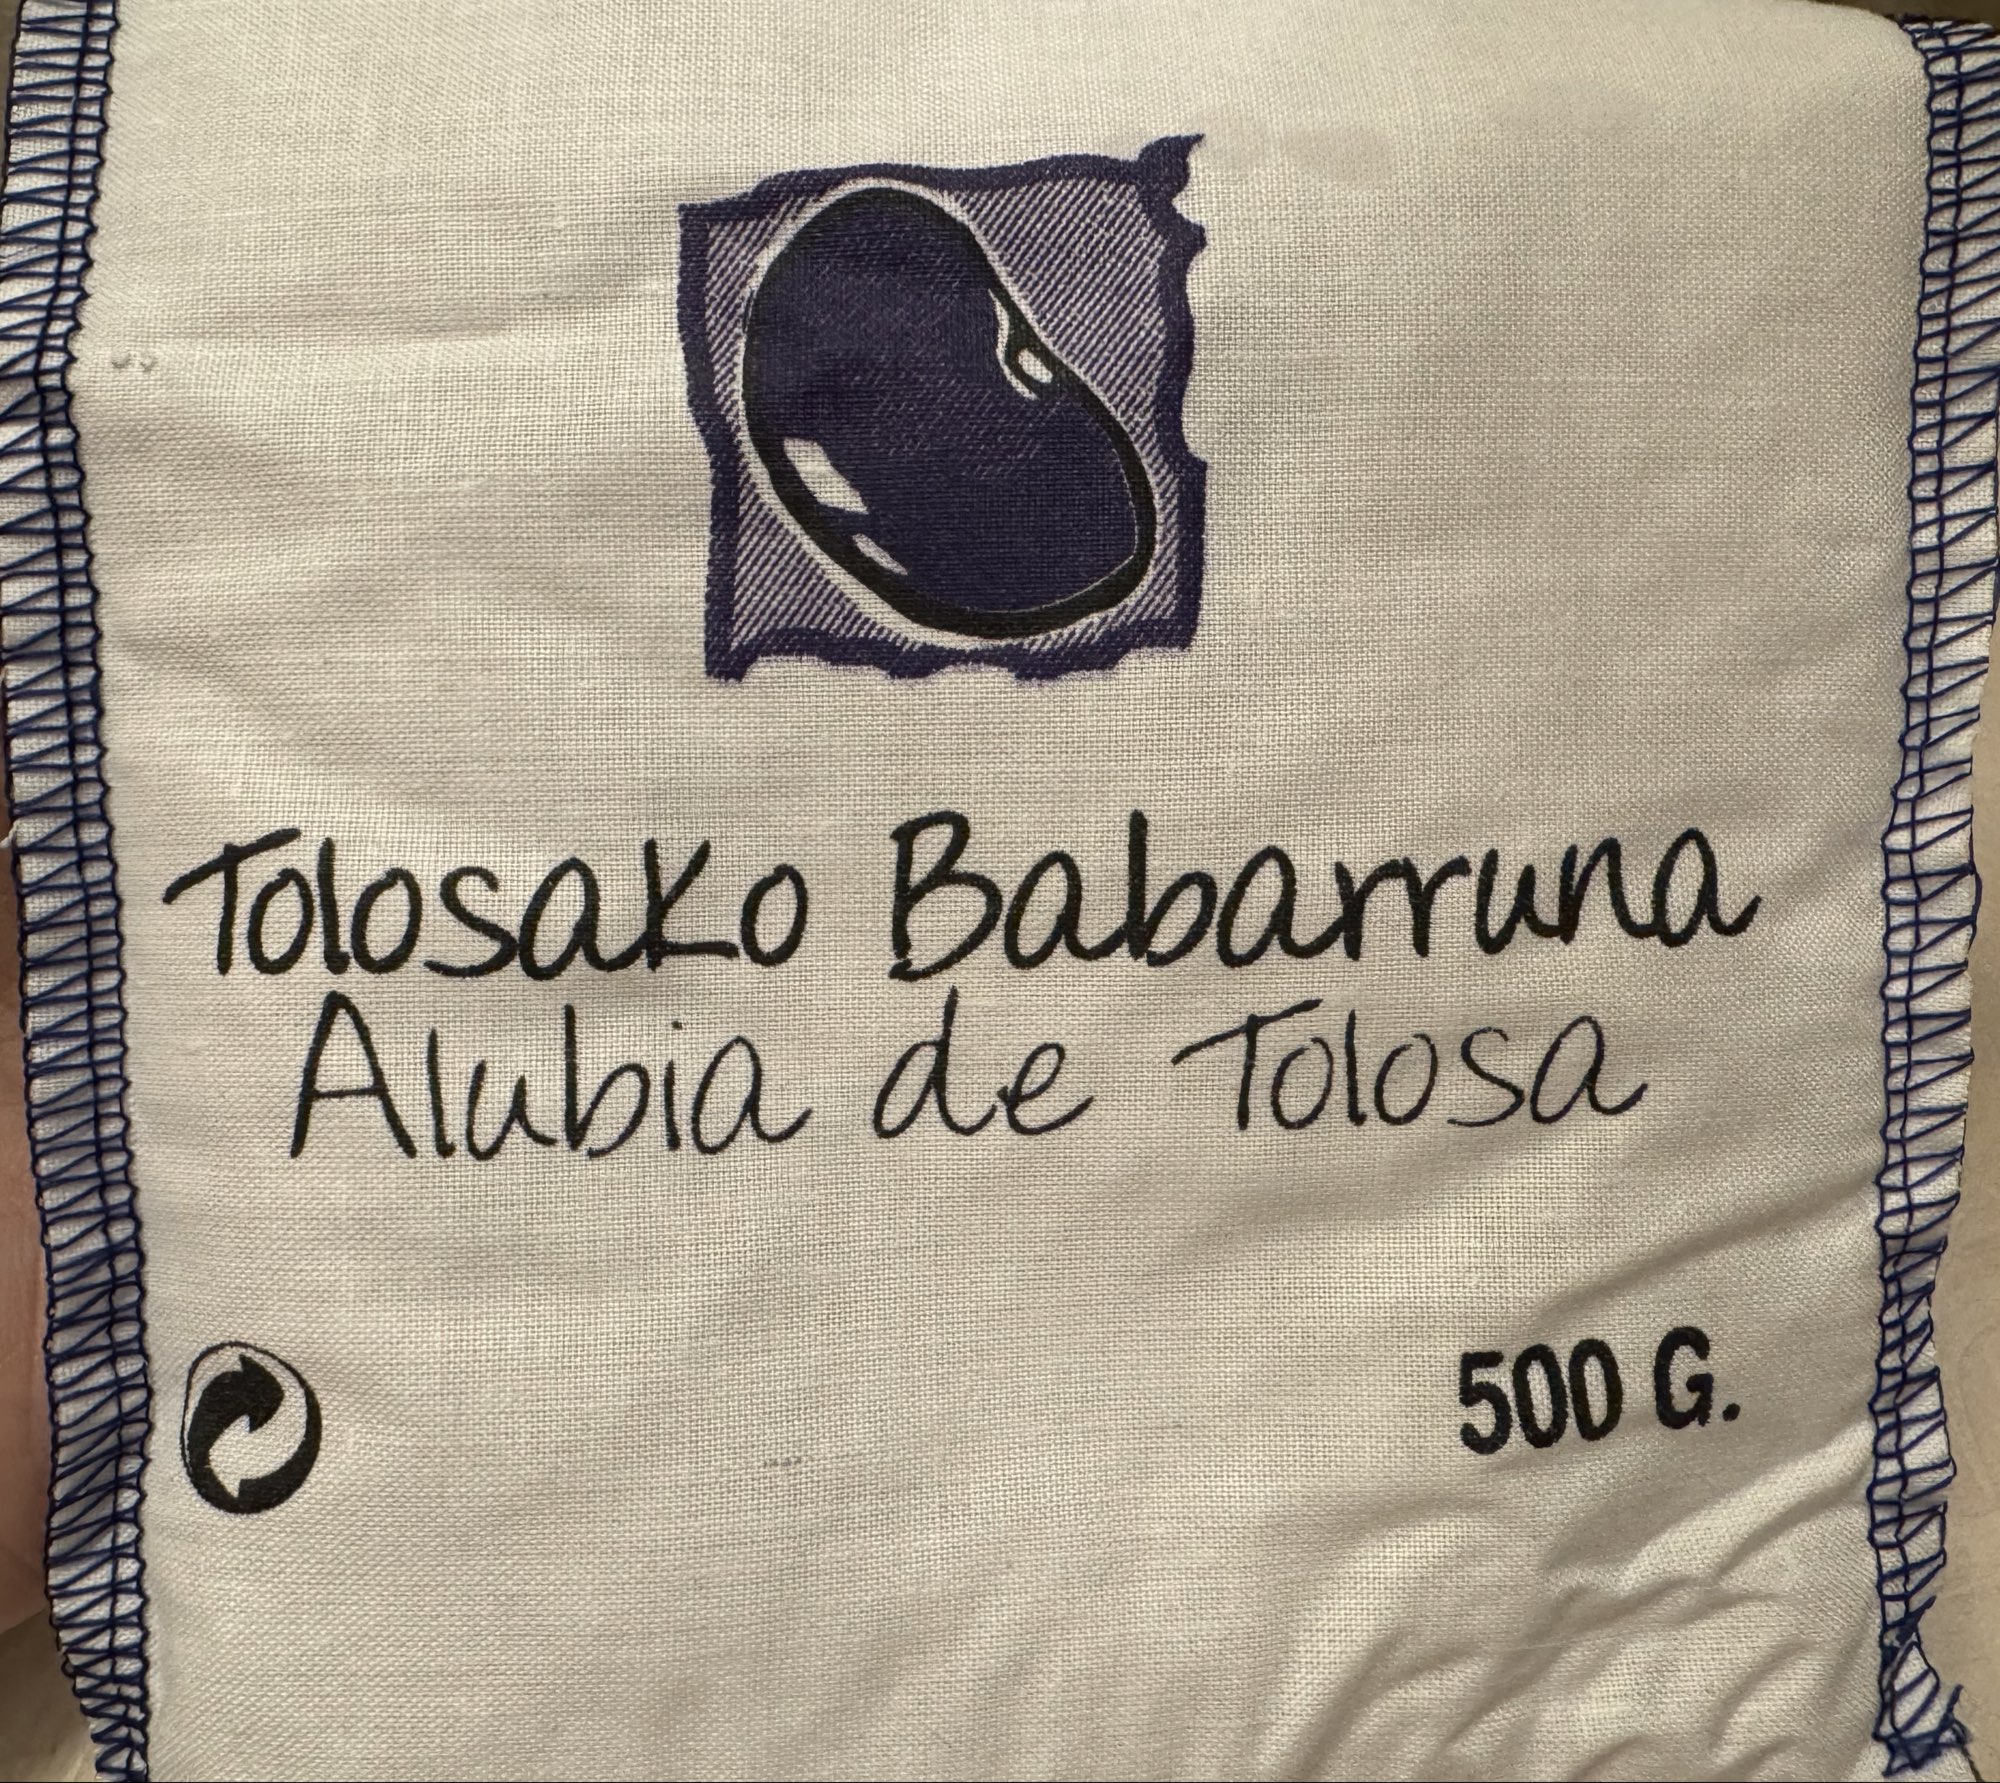 Tolosako Babarruna
Alubia de Tolosa
500 G.